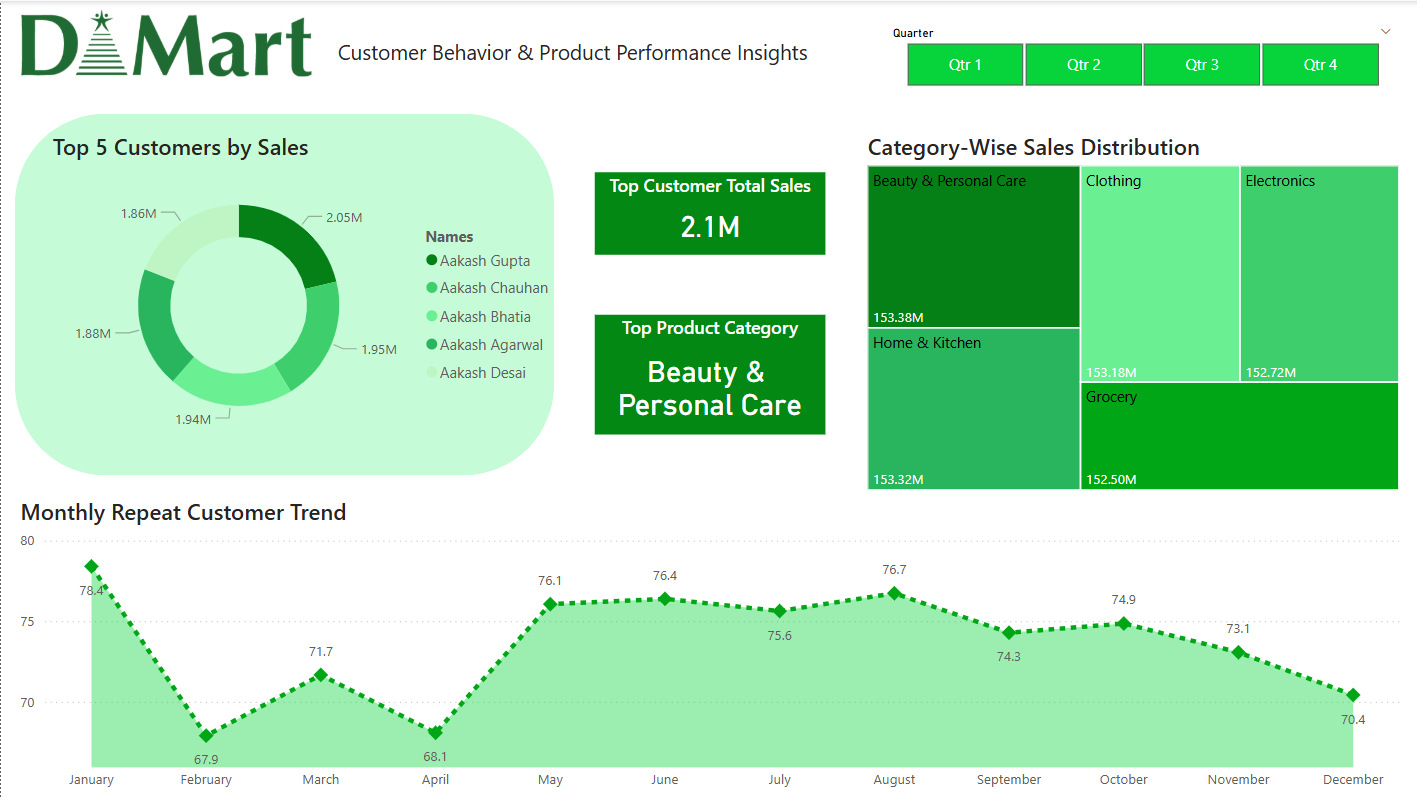 D Mart
Customer Behavior & Product Performance Insights
Quarter
Qtr 1
Qtr 2
Qtr 3
Qtr 4
Top 5 Customers by Sales
1.86M
2.05M
1.88M
1.95M
1.94M
Names
Aakash Gupta
Aakash Chauhan
Aakash Bhatia
Aakash Agarwal
Aakash Desai
Top Customer Total Sales
2.1M
Top Product Category
Beauty &
Personal Care
Category-Wise Sales Distribution
Beauty & Personal Care
153.38M
Home & Kitchen
153.32M
Clothing
153.18M
Electronics
152.72M
Grocery
152.50M
Monthly Repeat Customer Trend
80
75
70
78.4
67.9
71.7
68.1
76.1
76.4
75.6
76.7
74.3
74.9
73.1
70.4
January
February
March
April
May
June
July
August
September
October
November
December